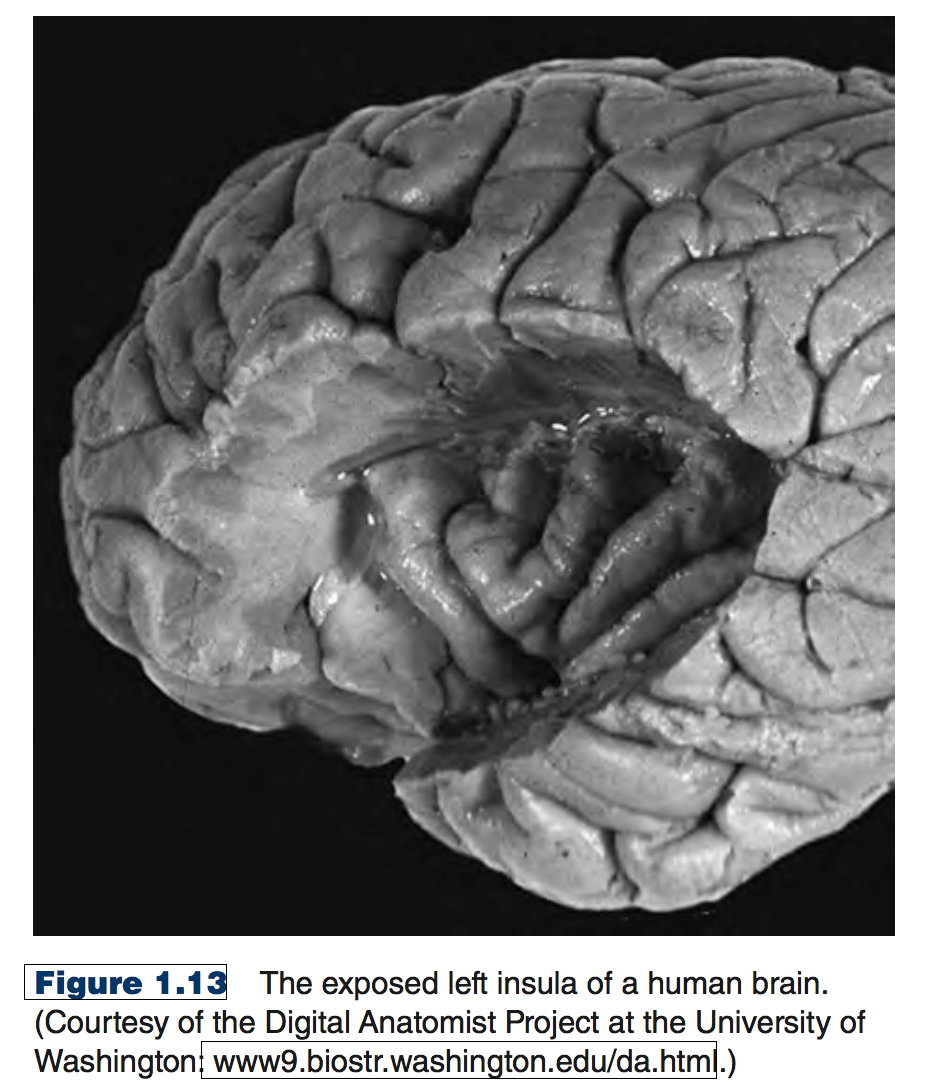 Figure 1.13 The exposed left insula of a human brain.
(Courtesy of the Digital Anatomist Project at the University of
Washington: www9.biostr.washington.edu/da.html.)